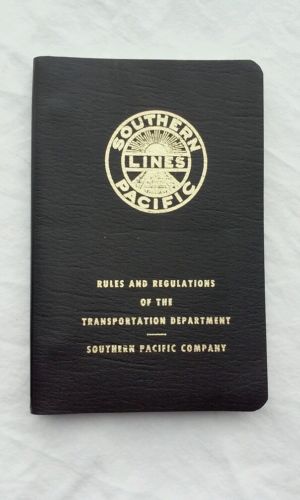 SOUTHERN
LINES
PACIFIC
RULES AND REGULATIONS
OF THE
TRANSPORTATION DEPARTMENT
SOUTHERN PACIFIC COMPANY